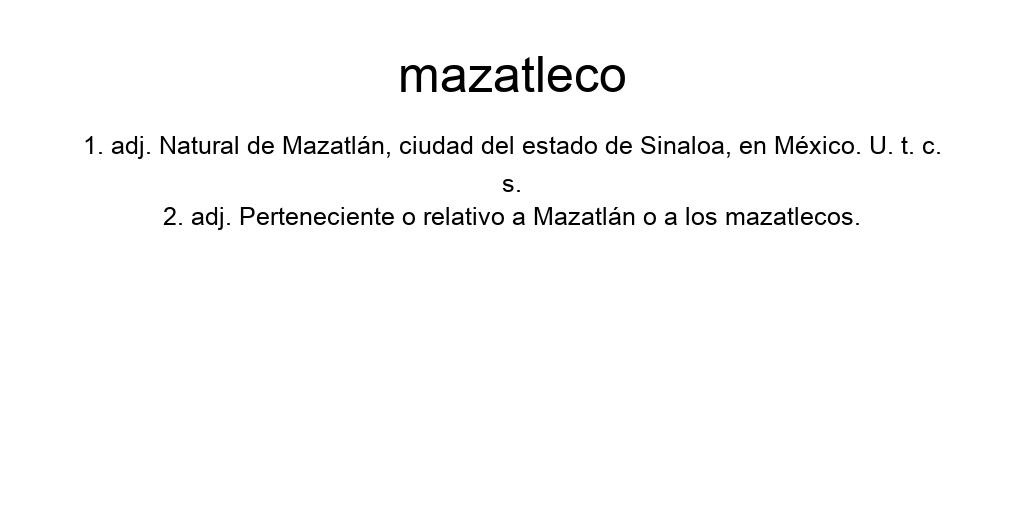 mazatleco
1. adj. Natural de Mazatlán, ciudad del estado de Sinaloa, en México. U. t. c.
s.
2. adj. Perteneciente o relativo a Mazatlán o a los mazatlecos.